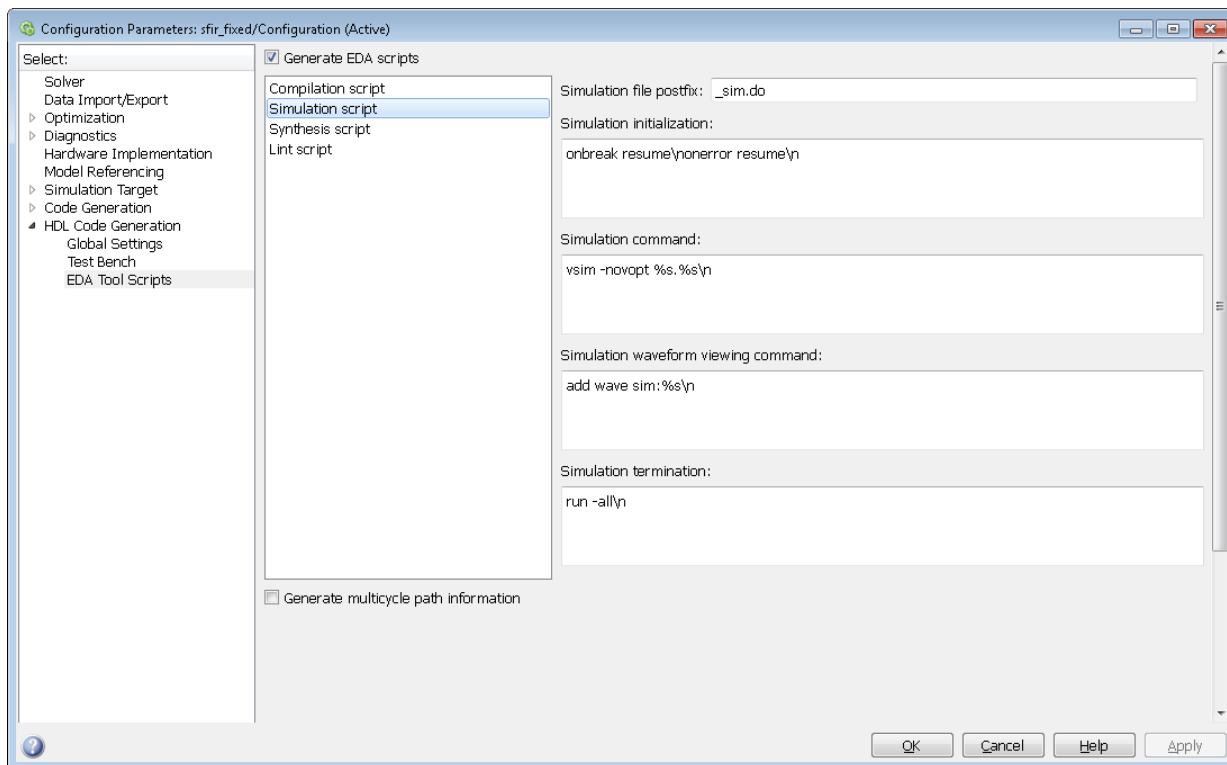 Configuration Parameters: sfir_fixed/Configuration (Active)
Select:
Solver
Data Import/Export
Optimization
Diagnostics
Hardware Implementation
Model Referencing
Simulation Target
Code Generation
HDL Code Generation
Global Settings
Test Bench
EDA Tool Scripts
Generate EDA scripts
Compilation script
Simulation script
Synthesis script
Lint script
Simulation file postfix: _sim.do
Simulation initialization:
onbreak resume\nonerror resume\n
Simulation command:
vsim -novopt %s.%s\n
Simulation waveform viewing command:
add wave sim:%s\n
Simulation termination:
run -all\n
Generate multicycle path information
?
OK
Cancel
Help
Apply